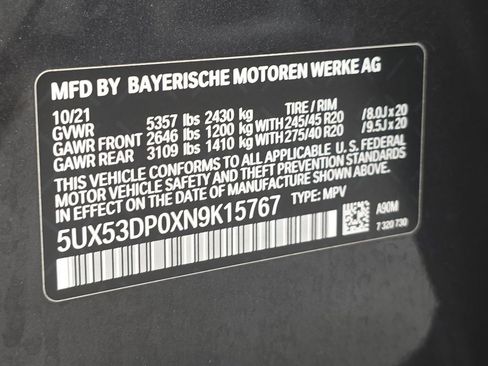 MFD BY BAYERISCHE MOTOREN WERKE AG
10/21 TIRE / RIM
GVWR 5357 lbs 2430 kg
GAWR FRONT 2646 lbs 1200 kg WITH 245/45 R20 /8.0J x 20
GAWR REAR 3109 lbs 1410 kg WITH 275/40 R20 /9.5J x 20
THIS VEHICLE CONFORMS TO ALL APPLICABLE U.S. FEDERAL
MOTOR VEHICLE SAFETY AND THEFT PREVENTION STANDARDS
IN EFFECT ON THE DATE OF MANUFACTURE SHOWN ABOVE.
5UX53DP0XN9K15767 TYPE: MPV A90M
7 320 730